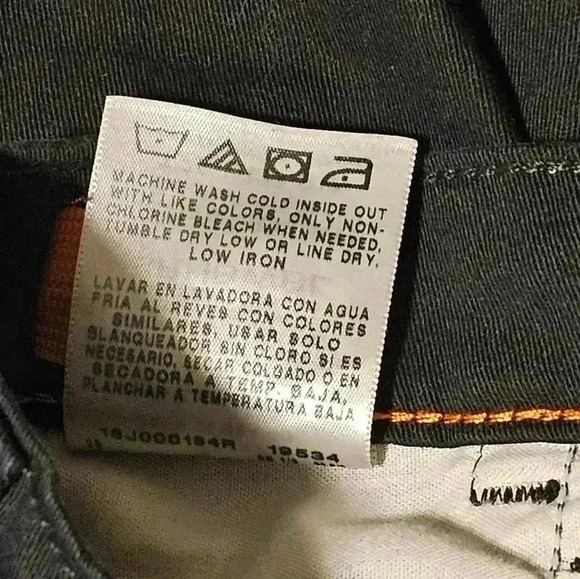 MACHINE WASH COLD INSIDE OUT
WITH LIKE COLORS, ONLY NON-
CHLORINE BLEACH WHEN NEEDED,
TUMBLE DRY LOW OR LINE DRY,
LOW IRON
LAVAR EN LAVADORA CON AGUA
FRIA AL REVES CON COLORES
SIMILARES, USAR SOLO
BLANQUEADOR SIN CLORO SI ES
NECESARIO, SECAR COLGADO O EN
SECADORA A TEMP. BAJA,
PLANCHAR A TEMPERATURA BAJA
19534